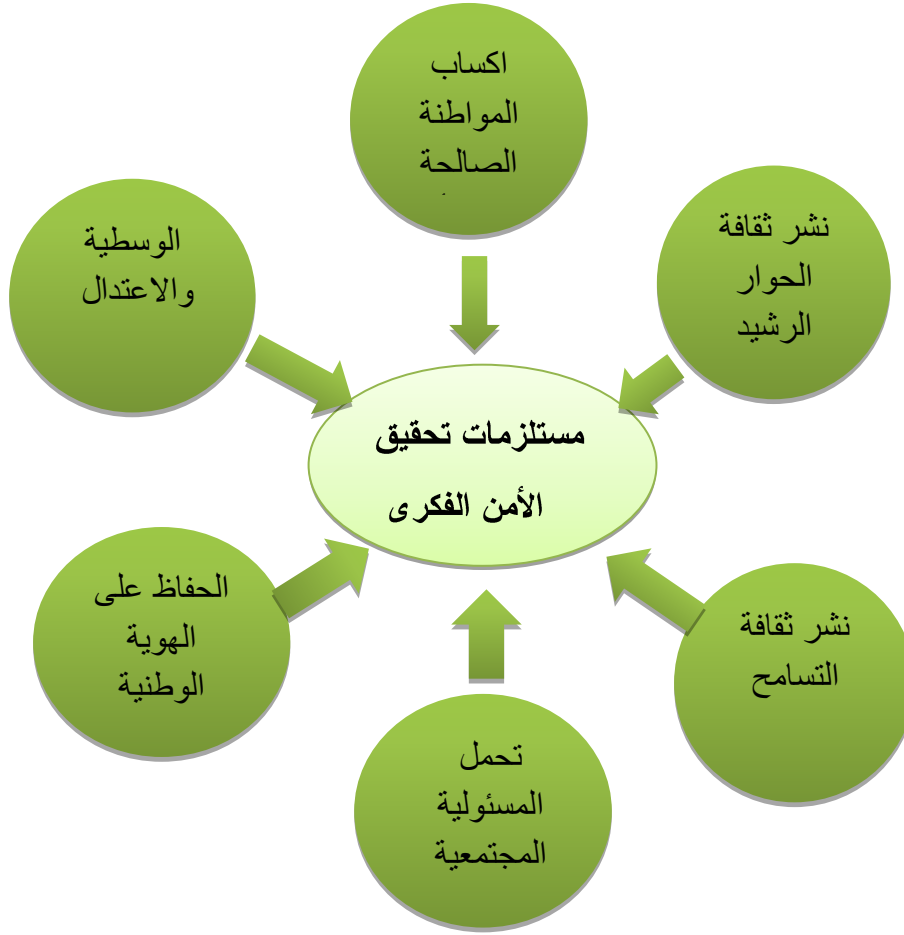 اكساب
المواطنة
الصالحة
نشر ثقافة
الحوار
الرشيد
الوسطية
والاعتدال
مستلزمات تحقيق
الأمن الفكرى
الحفاظ على
الهوية
الوطنية
نشر ثقافة
التسامح
تحمل
المسئولية
المجتمعية